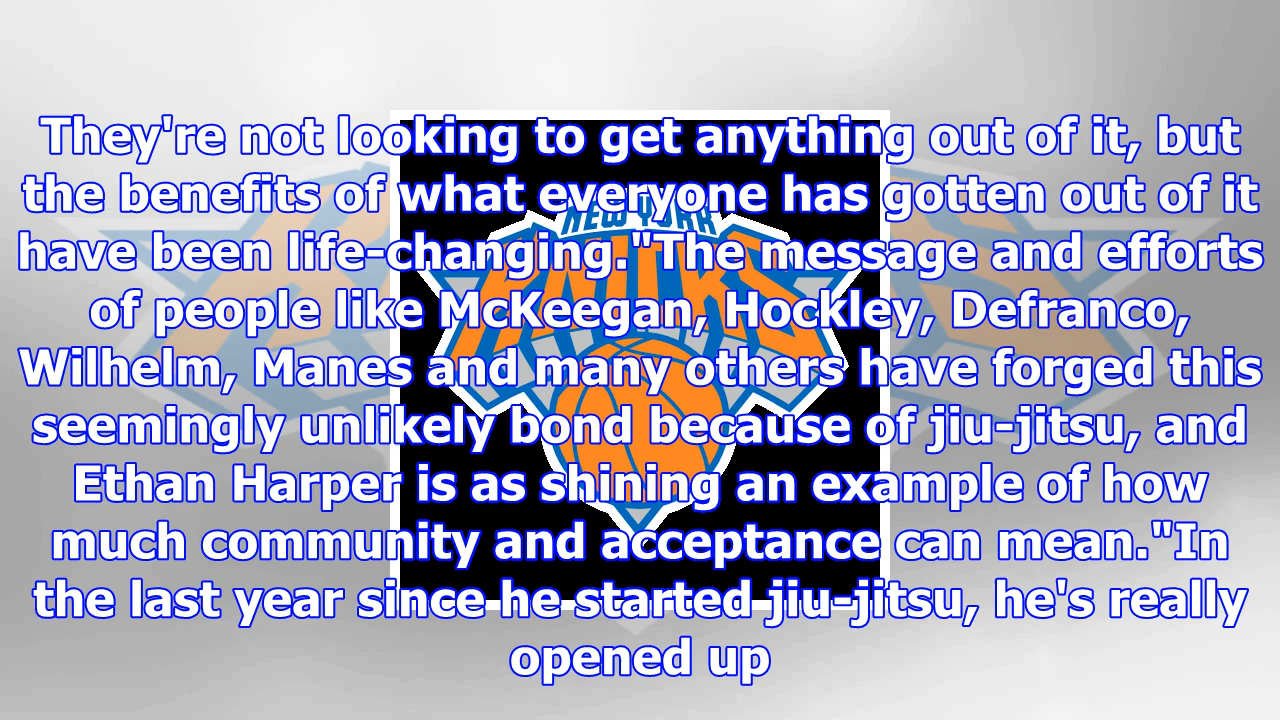 They're not looking to get anything out of it, but
the benefits of what everyone has gotten out of it
have been life-changing."The message and efforts
of people like McKeegan, Hockley, Defranco,
Wilhelm, Manes and many others have forged this
seemingly unlikely bond because of jiu-jitsu, and
Ethan Harper is as shining an example of how
much community and acceptance can mean."In
the last year since he started jiu-jitsu, he's really
opened up
NEW YORK
KNICKS